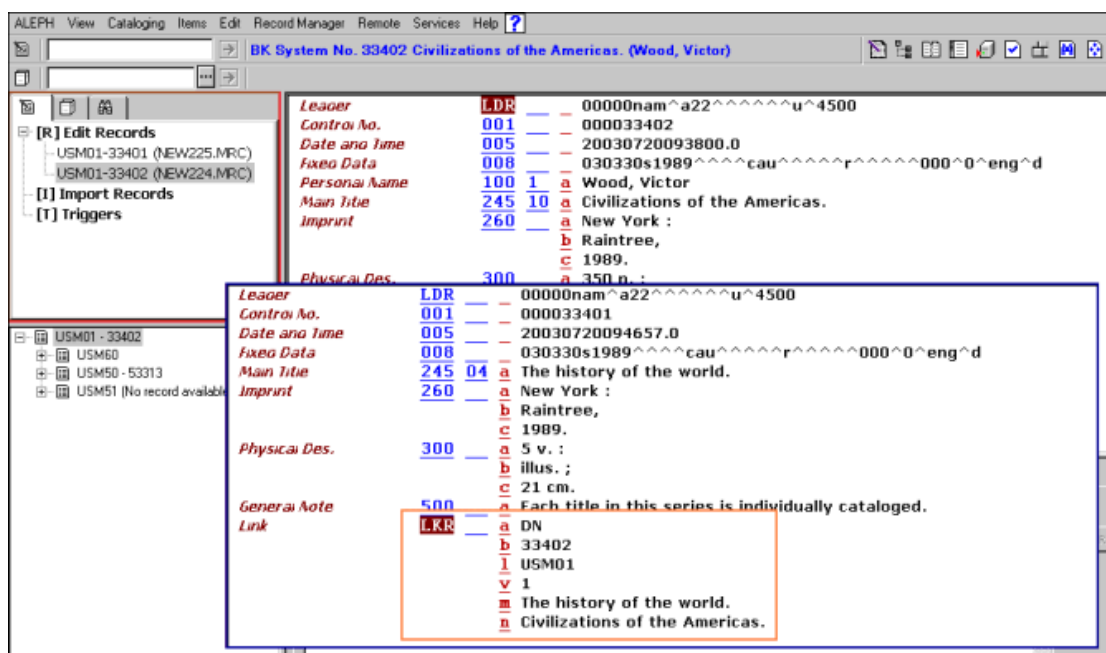 ALEPH View Cataloging Items Edit Record Manager Remote Services Help ?
BK System No. 33402 Civilizations of the Americas. (Wood, Victor)
[R] Edit Records
USM01-33401 (NEW225.MRC)
USM01-33402 (NEW224.MRC)
[I] Import Records
[T] Triggers
Leader LDR _ 00000nam^a22^^^^^^u^4500
Control No. 001 _ 000033402
Date and Time 005 _ 20030720093800.0
Fixed Data 008 _ 030330s1989^^^^cau^^^^^r^^^^^000^0^eng^d
Personal Name 100 1 a Wood, Victor
Main Title 245 10 a Civilizations of the Americas.
Imprint 260 a New York :
b Raintree,
c 1989.
Physical Des. 300 a 350 p. :
USM01 - 33402
USM60
USM50 - 53313
USM51 (No record available
Leader LDR _ 00000nam^a22^^^^^^u^4500
Control No. 001 _ 000033401
Date and Time 005 _ 20030720094657.0
Fixed Data 008 _ 030330s1989^^^^cau^^^^^r^^^^^000^0^eng^d
Main Title 245 04 a The history of the world.
Imprint 260 a New York :
b Raintree,
c 1989.
Physical Des. 300 a 5 v. :
b illus. ;
c 21 cm.
General Note 500 a Each title in this series is individually cataloged.
Link LKR a DN
b 33402
l USM01
v 1
m The history of the world.
n Civilizations of the Americas.